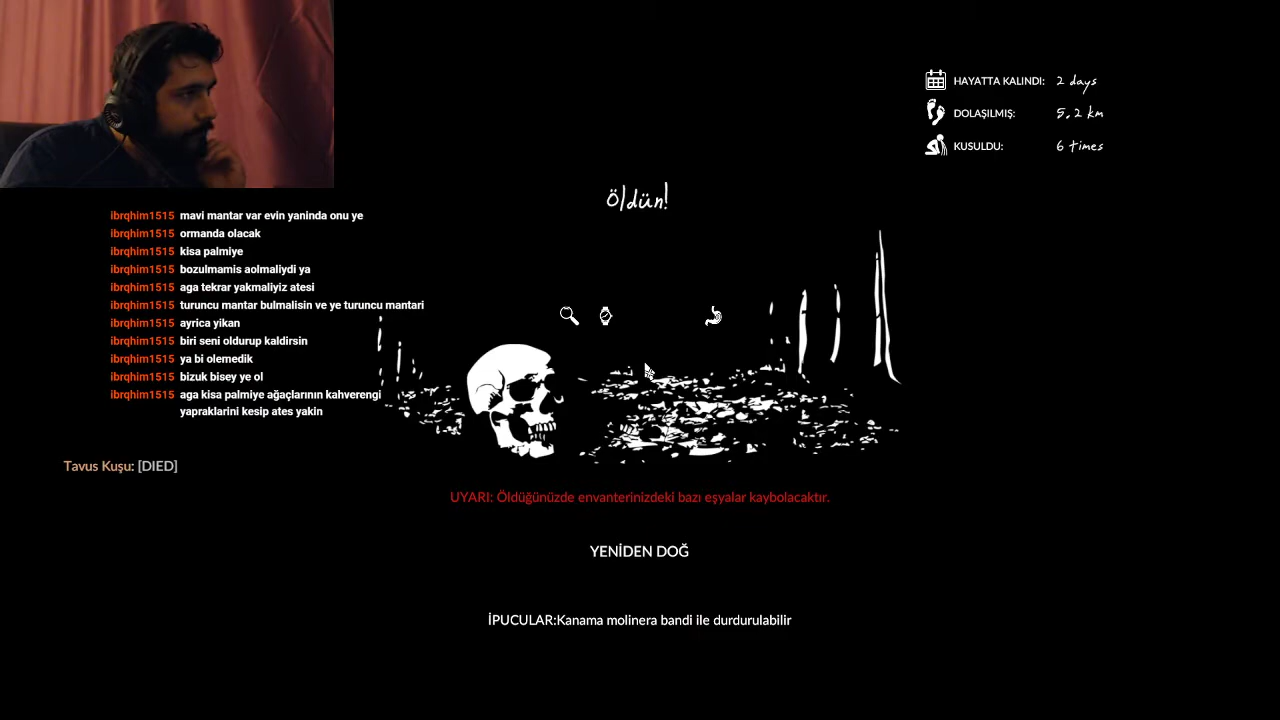 HAYATTA KALINDI: 2 days
DOLAŞILMIŞ: 5.2 km
KUSULDU: 6 times
Öldün!
ibrqhim1515 mavi mantar var evin yaninda onu ye
ibrqhim1515 ormanda olacak
ibrqhim1515 kisa palmiye
ibrqhim1515 bozulmamis aolmaliydi ya
ibrqhim1515 aga tekrar yakmaliyiz atesi
ibrqhim1515 turuncu mantar bulmalisin ve ye turuncu mantari
ibrqhim1515 ayrica yikan
ibrqhim1515 biri seni oldurup kaldirsin
ibrqhim1515 ya bi olemedik
ibrqhim1515 bizuk bisey ye ol
ibrqhim1515 aga kisa palmiye ağaçlarının kahverengi
yapraklarini kesip ates yakin
Tavus Kuşu: [DIED]
UYARI: Öldüğünüzde envanterinizdeki bazı eşyalar kaybolacaktır.
YENİDEN DOĞ
İPUCULAR:Kanama molinera bandi ile durdurulabilir